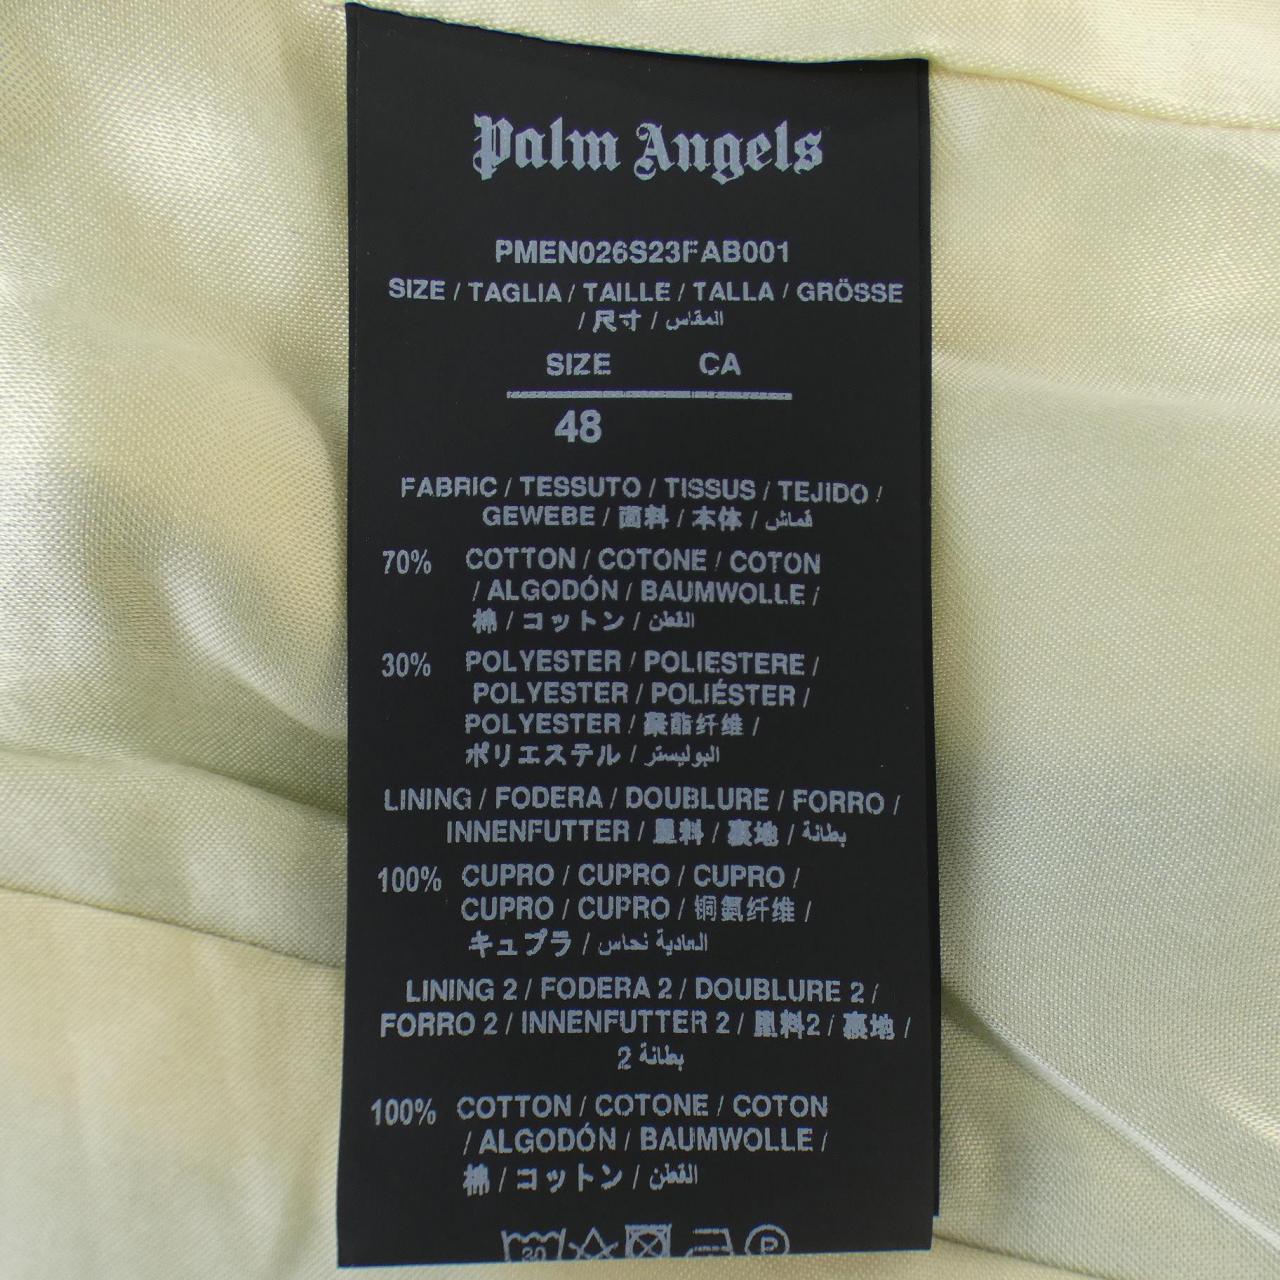 Palm Angels
PMEN026S23FAB001
SIZE / TAGLIA / TAILLE / TALLA / GRÖSSE
/ 尺寸 / المقاس
SIZE CA
48
FABRIC / TESSUTO / TISSUS / TEJIDO /
GEWEBE / 面料 / 本体 / قماش
70% COTTON / COTONE / COTON
/ ALGODÓN / BAUMWOLLE /
棉 / コットン / القطن
30% POLYESTER / POLIESTERE /
POLYESTER / POLIÉSTER /
POLYESTER / 聚酯纤维 /
ポリエステル / البوليستر
LINING / FODERA / DOUBLURE / FORRO /
INNENFUTTER / 里料 / 裏地 / بطانة
100% CUPRO / CUPRO / CUPRO /
CUPRO / CUPRO / 铜氨纤维 /
キュプラ / العادية نحاس
LINING 2 / FODERA 2 / DOUBLURE 2 /
FORRO 2 / INNENFUTTER 2 / 里料2 / 裏地 /
بطانة 2
100% COTTON / COTONE / COTON
/ ALGODÓN / BAUMWOLLE /
棉 / コットン / القطن
30 P